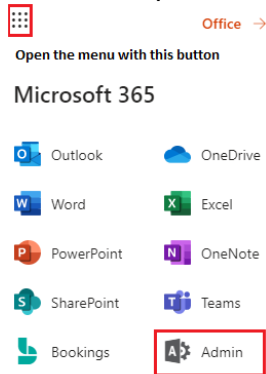 Office →
Open the menu with this button
Microsoft 365
Outlook OneDrive
Word Excel
PowerPoint OneNote
SharePoint Teams
Bookings Admin